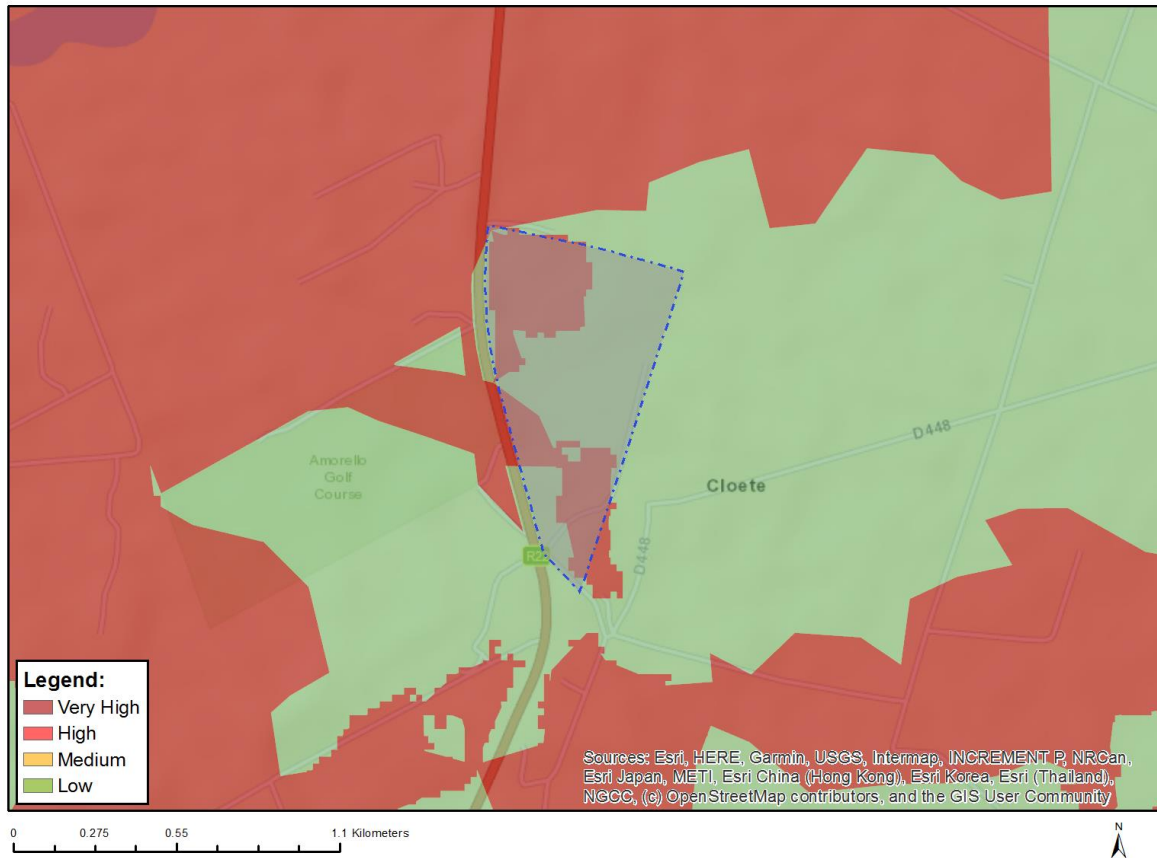 Amorello
Golf
Course
D448
Cloete
D448
Legend:
Very High
High
Medium
Low
Sources: Esri, HERE, Garmin, USGS, Intermap, INCREMENT P, NRCan,
Esri Japan, METI, Esri China (Hong Kong), Esri Korea, Esri (Thailand),
NGCC, (c) OpenStreetMap contributors, and the GIS User Community
0 0.275 0.55 1.1 Kilometers
N